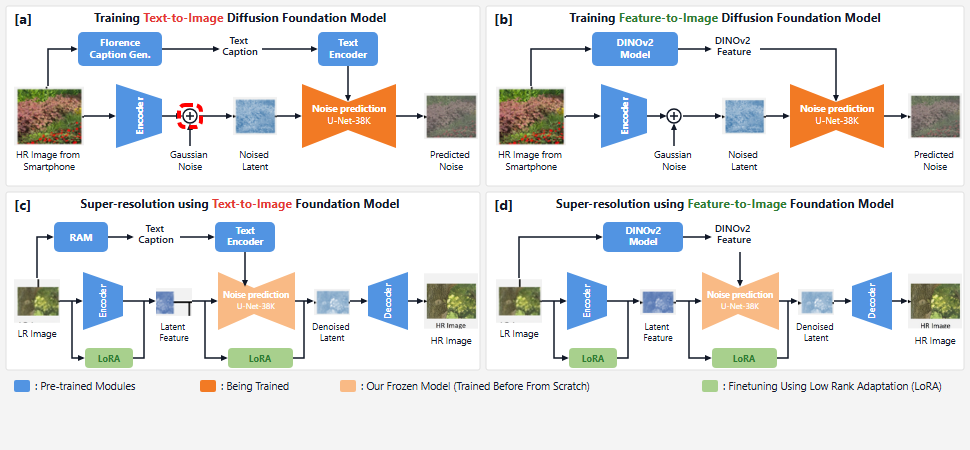 [a] Training Text-to-Image Diffusion Foundation Model
Florence
Caption Gen.
Text
Caption
Text
Encoder
Encoder
Noise prediction
U-Net-38K
HR Image from
Smartphone
Gaussian
Noise
Noised
Latent
Predicted
Noise
[b] Training Feature-to-Image Diffusion Foundation Model
DINOv2
Model
DINOv2
Feature
Encoder
Noise prediction
U-Net-38K
HR Image from
Smartphone
Gaussian
Noise
Noised
Latent
Predicted
Noise
[c] Super-resolution using Text-to-Image Foundation Model
RAM
Text
Caption
Text
Encoder
Encoder
Noise prediction
U-Net-38K
Decoder
LR Image
Latent
Feature
Denoised
Latent
HR Image
HR Image
LoRA
LoRA
[d] Super-resolution using Feature-to-Image Foundation Model
DINOv2
Model
DINOv2
Feature
Encoder
Noise prediction
U-Net-38K
Decoder
LR Image
Latent
Feature
Denoised
Latent
HR Image
HR Image
LoRA
LoRA
: Pre-trained Modules
: Being Trained
: Our Frozen Model (Trained Before From Scratch)
: Finetuning Using Low Rank Adaptation (LoRA)